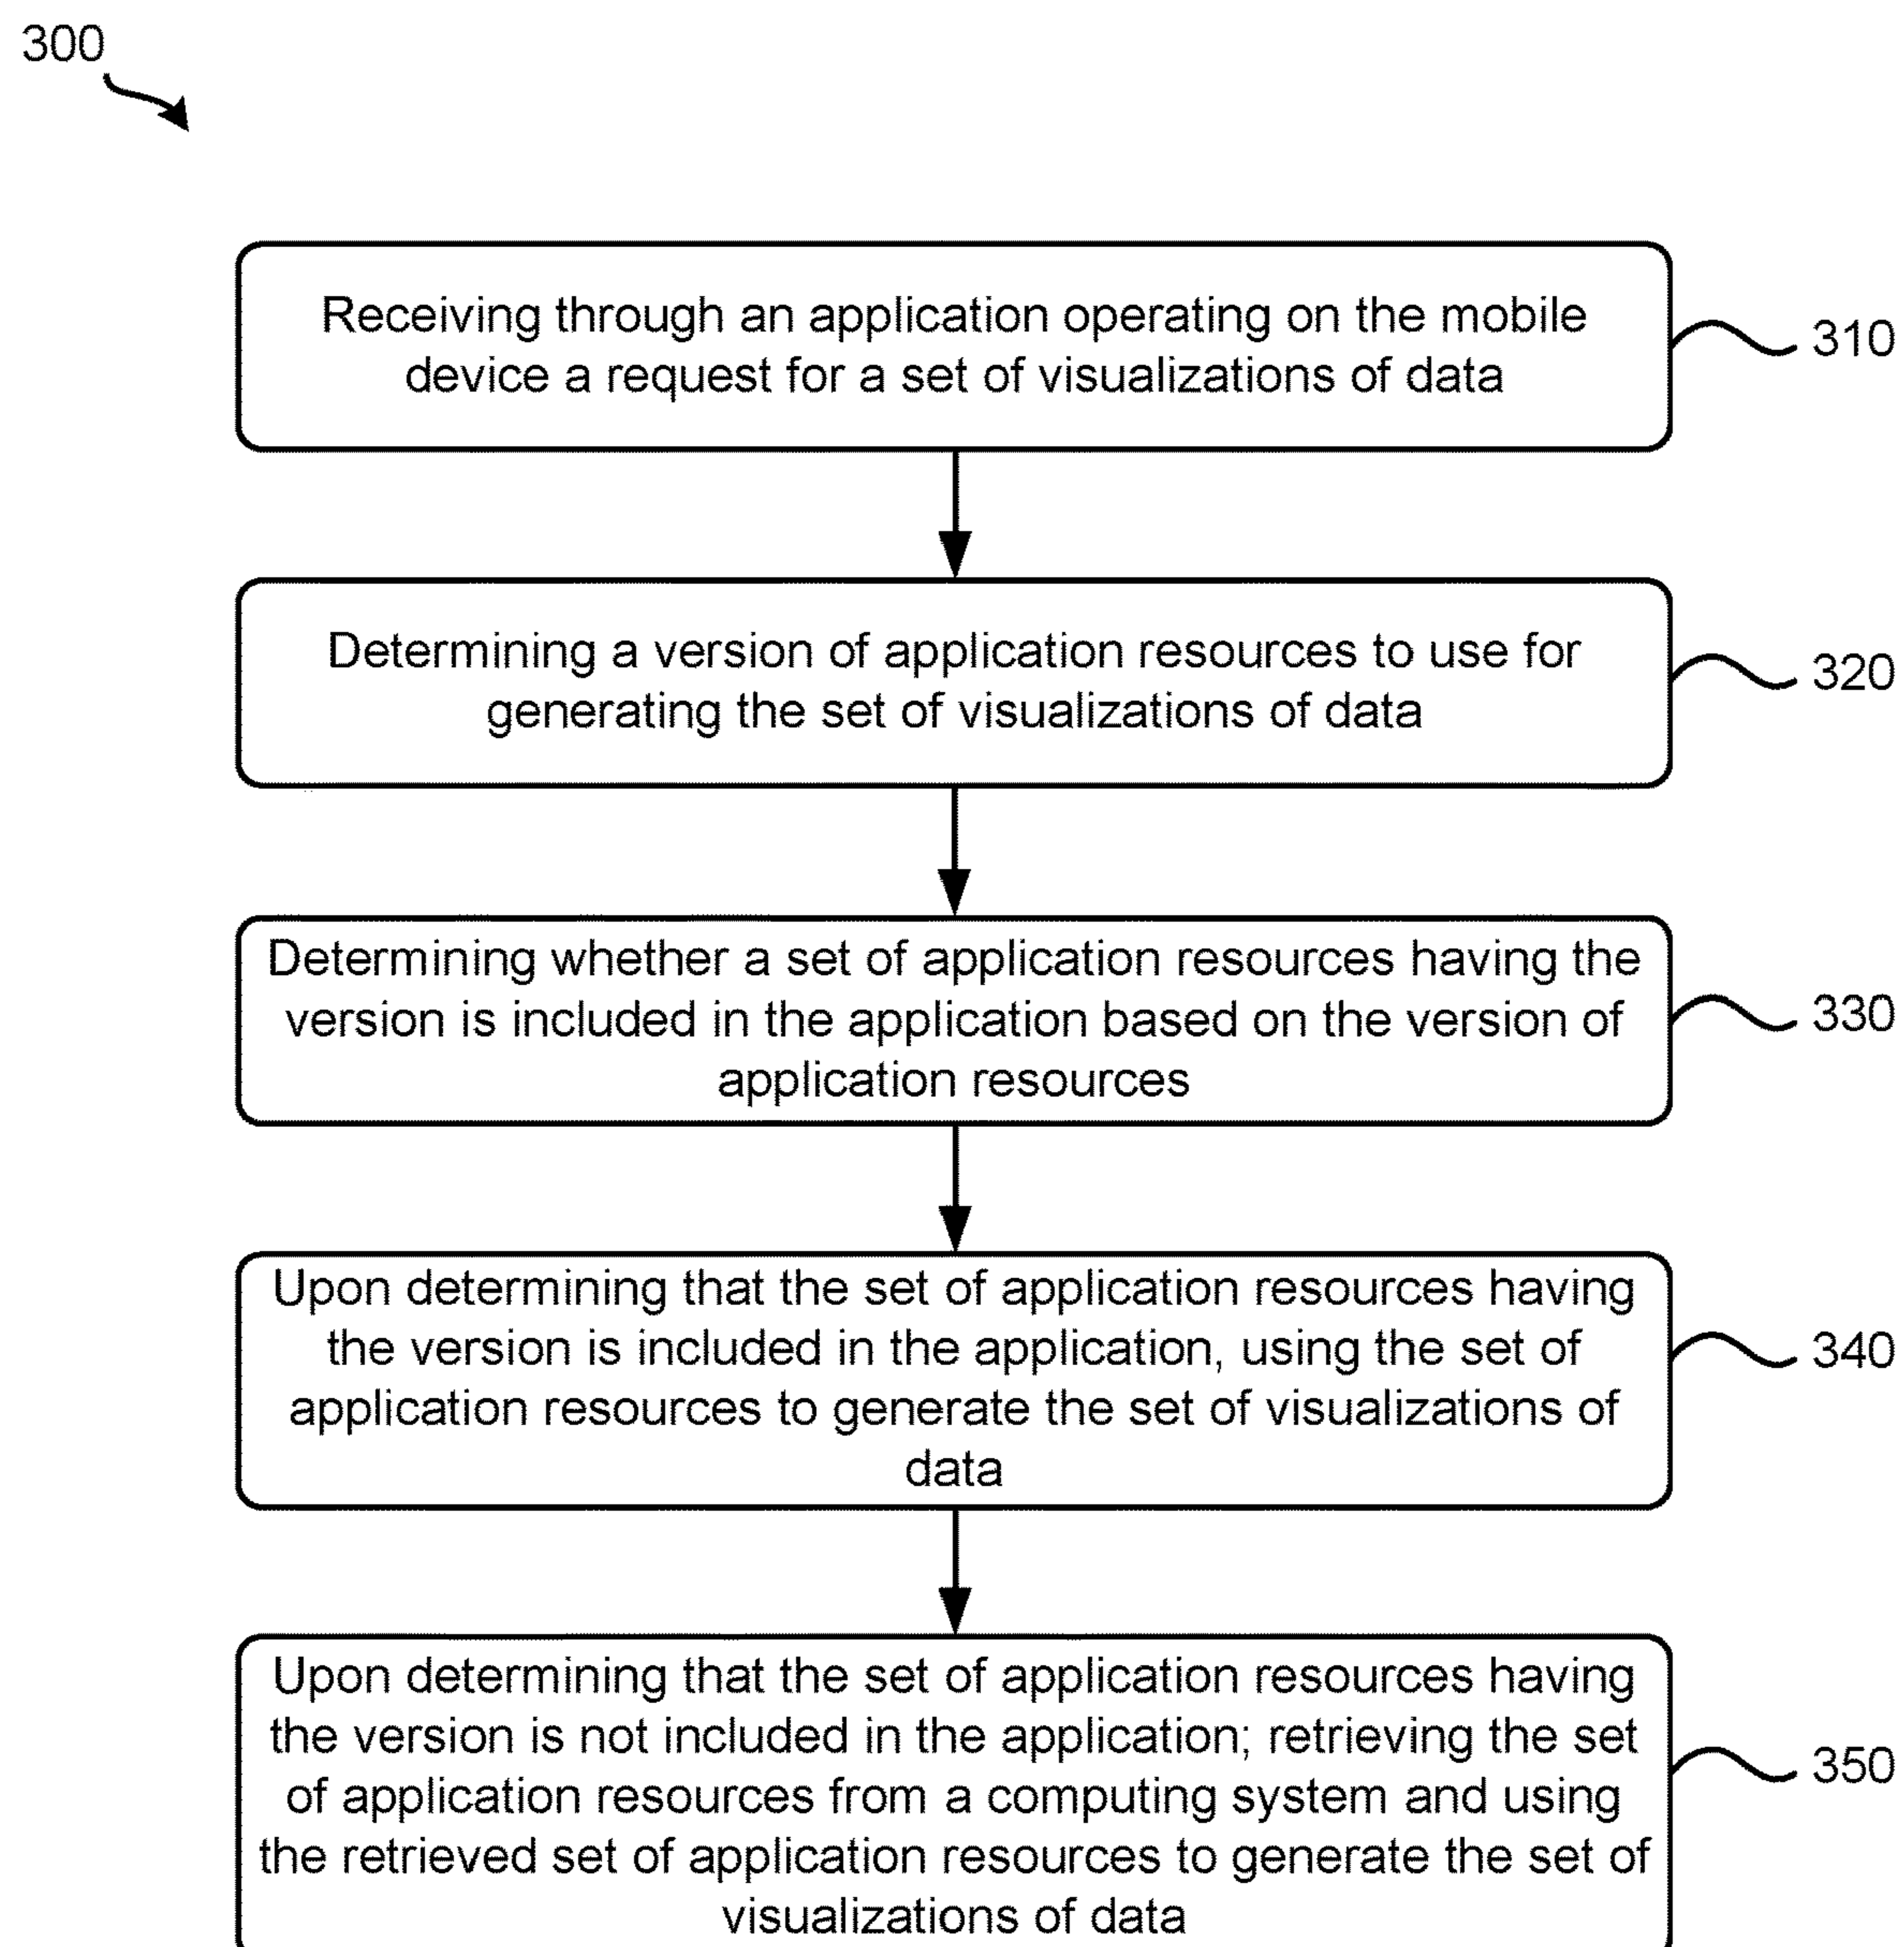 300
Receiving through an application operating on the mobile
device a request for a set of visualizations of data
310
Determining a version of application resources to use for
generating the set of visualizations of data
320
Determining whether a set of application resources having the
version is included in the application based on the version of
application resources
330
Upon determining that the set of application resources having
the version is included in the application, using the set of
application resources to generate the set of visualizations of
data
340
Upon determining that the set of application resources having
the version is not included in the application; retrieving the set
of application resources from a computing system and using
the retrieved set of application resources to generate the set of
visualizations of data
350